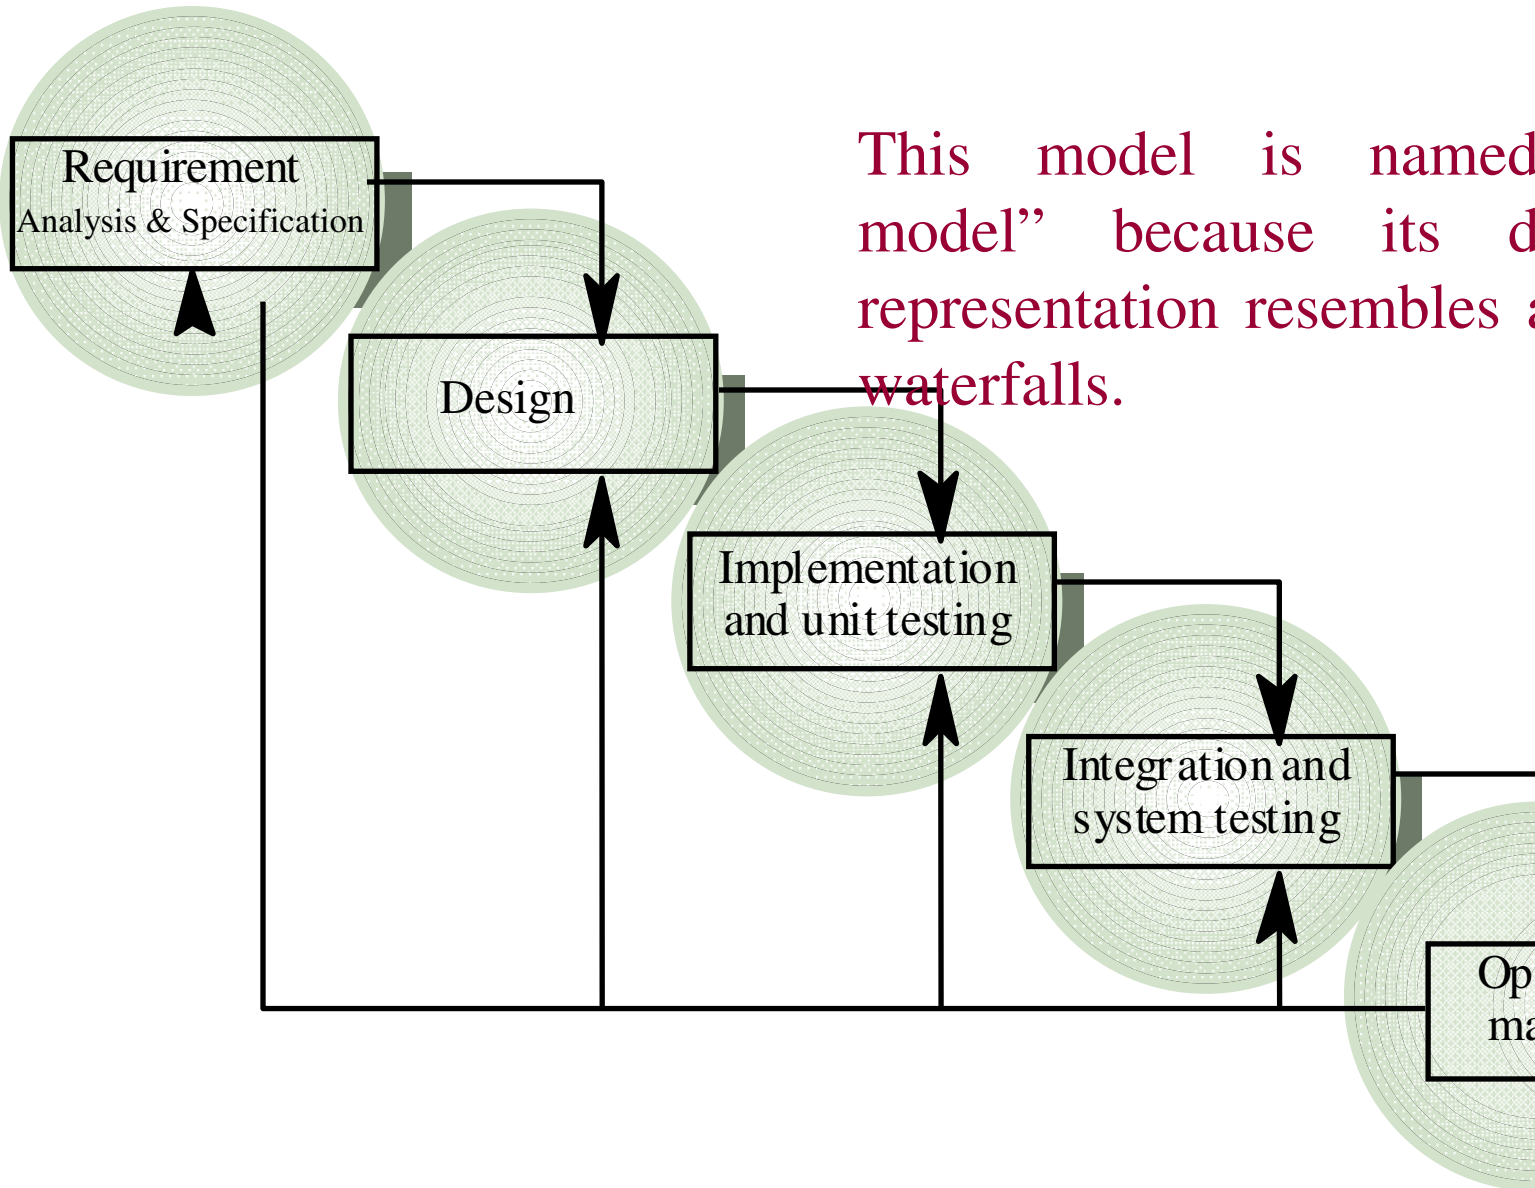 Requirement
Analysis & Specification
This model is named
model” because its
representation resembles
waterfalls.
Design
Implementation
and unit testing
Integration and
system testing